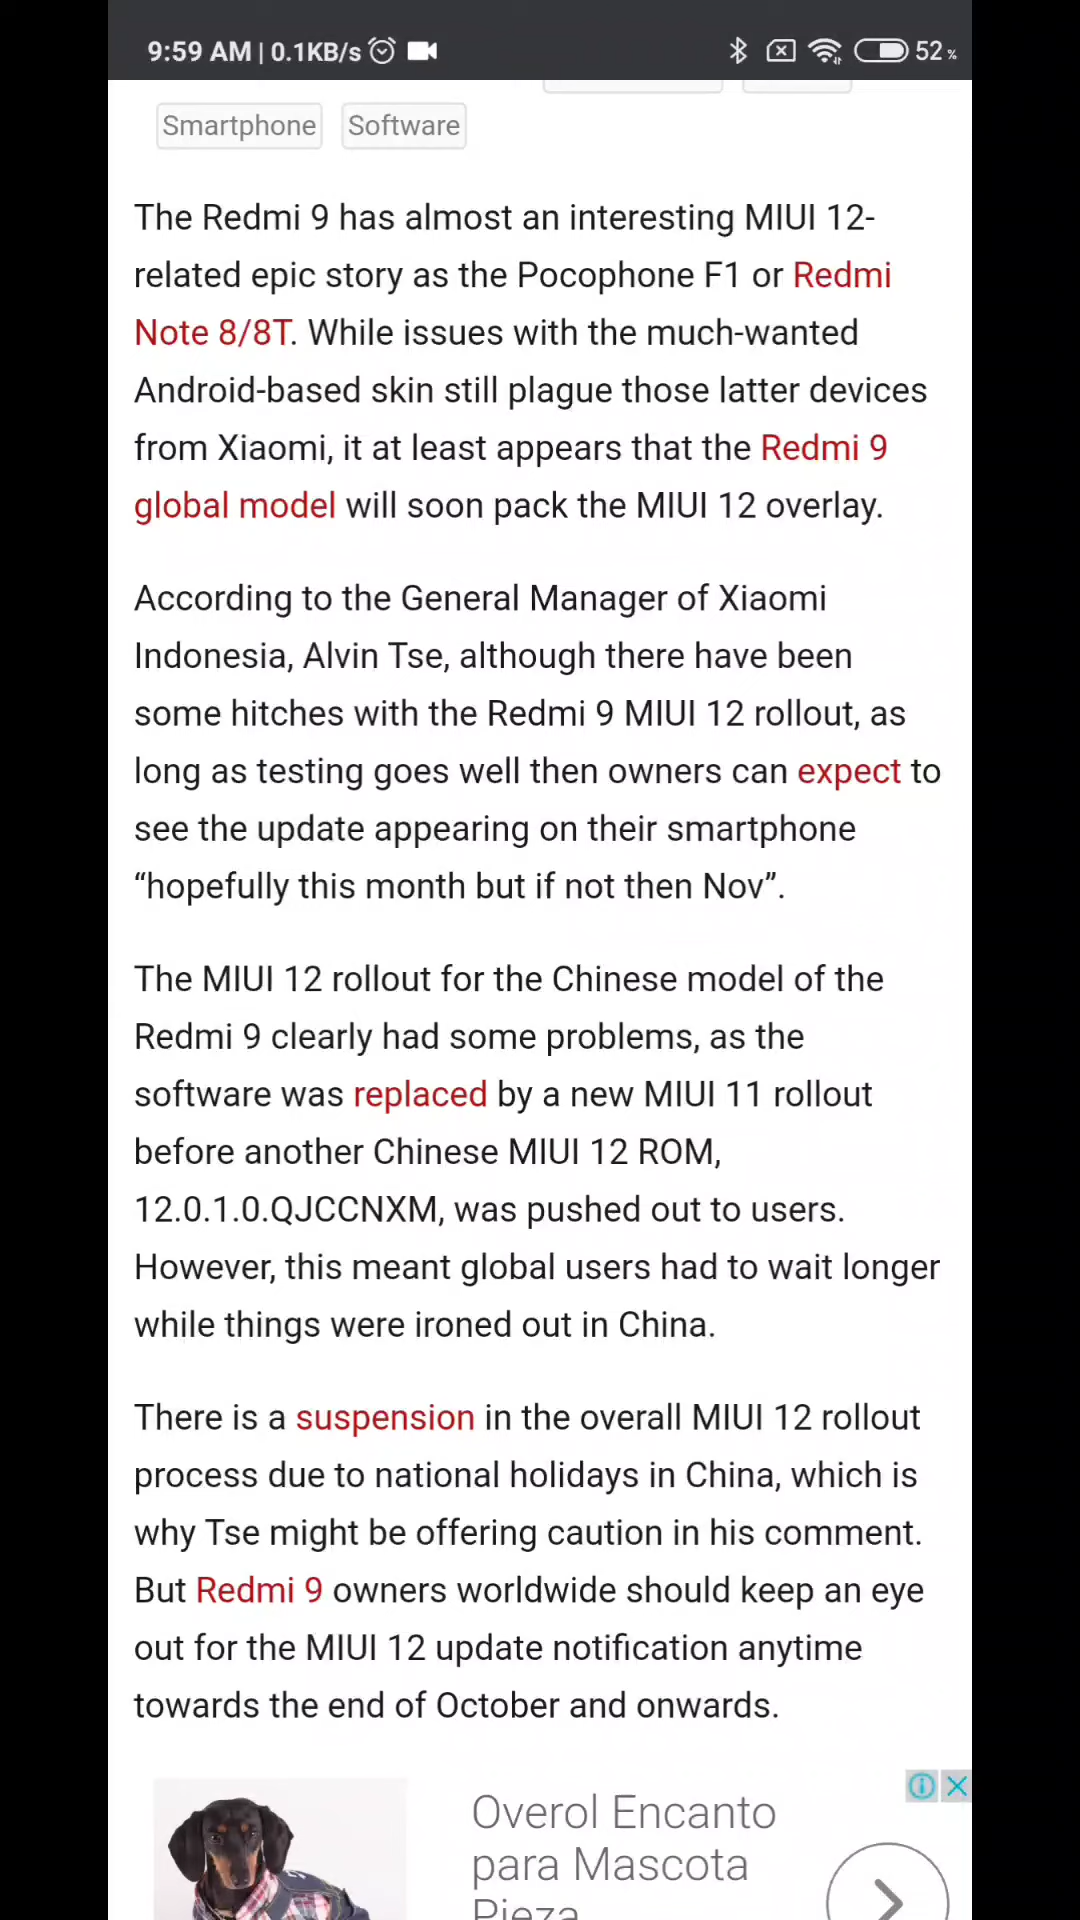 9:59 AM | 0.1KB/s 52 %
Smartphone Software
The Redmi 9 has almost an interesting MIUI 12-
related epic story as the Pocophone F1 or Redmi
Note 8/8T. While issues with the much-wanted
Android-based skin still plague those latter devices
from Xiaomi, it at least appears that the Redmi 9
global model will soon pack the MIUI 12 overlay.
According to the General Manager of Xiaomi
Indonesia, Alvin Tse, although there have been
some hitches with the Redmi 9 MIUI 12 rollout, as
long as testing goes well then owners can expect to
see the update appearing on their smartphone
“hopefully this month but if not then Nov”.
The MIUI 12 rollout for the Chinese model of the
Redmi 9 clearly had some problems, as the
software was replaced by a new MIUI 11 rollout
before another Chinese MIUI 12 ROM,
12.0.1.0.QJCCNXM, was pushed out to users.
However, this meant global users had to wait longer
while things were ironed out in China.
There is a suspension in the overall MIUI 12 rollout
process due to national holidays in China, which is
why Tse might be offering caution in his comment.
But Redmi 9 owners worldwide should keep an eye
out for the MIUI 12 update notification anytime
towards the end of October and onwards.
Overol Encanto
para Mascota
Pieza